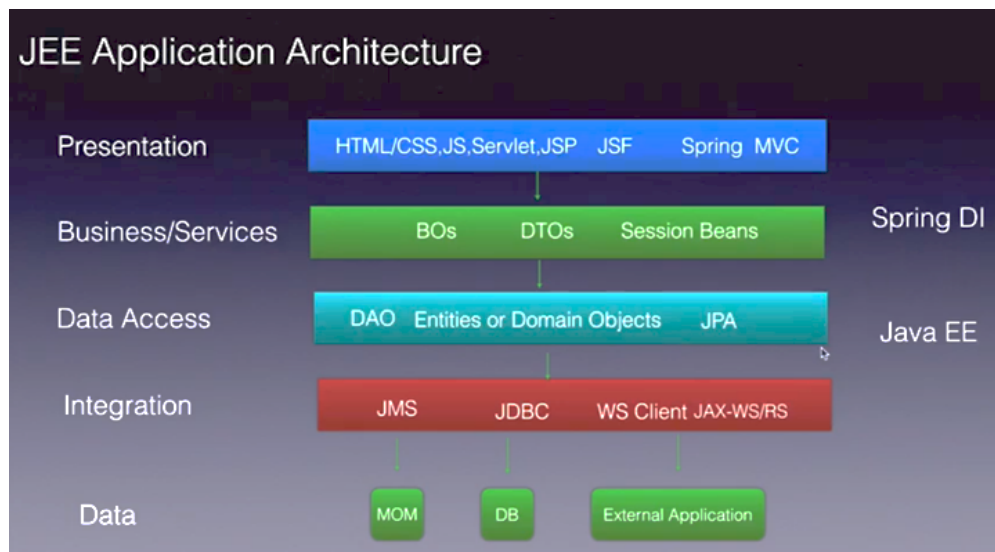 JEE Application Architecture
Presentation
HTML/CSS,JS,Servlet,JSP JSF Spring MVC
Business/Services
BOs DTOs Session Beans
Spring DI
Data Access
DAO Entities or Domain Objects JPA
Java EE
Integration
JMS JDBC WS Client JAX-WS/RS
Data
MOM DB External Application